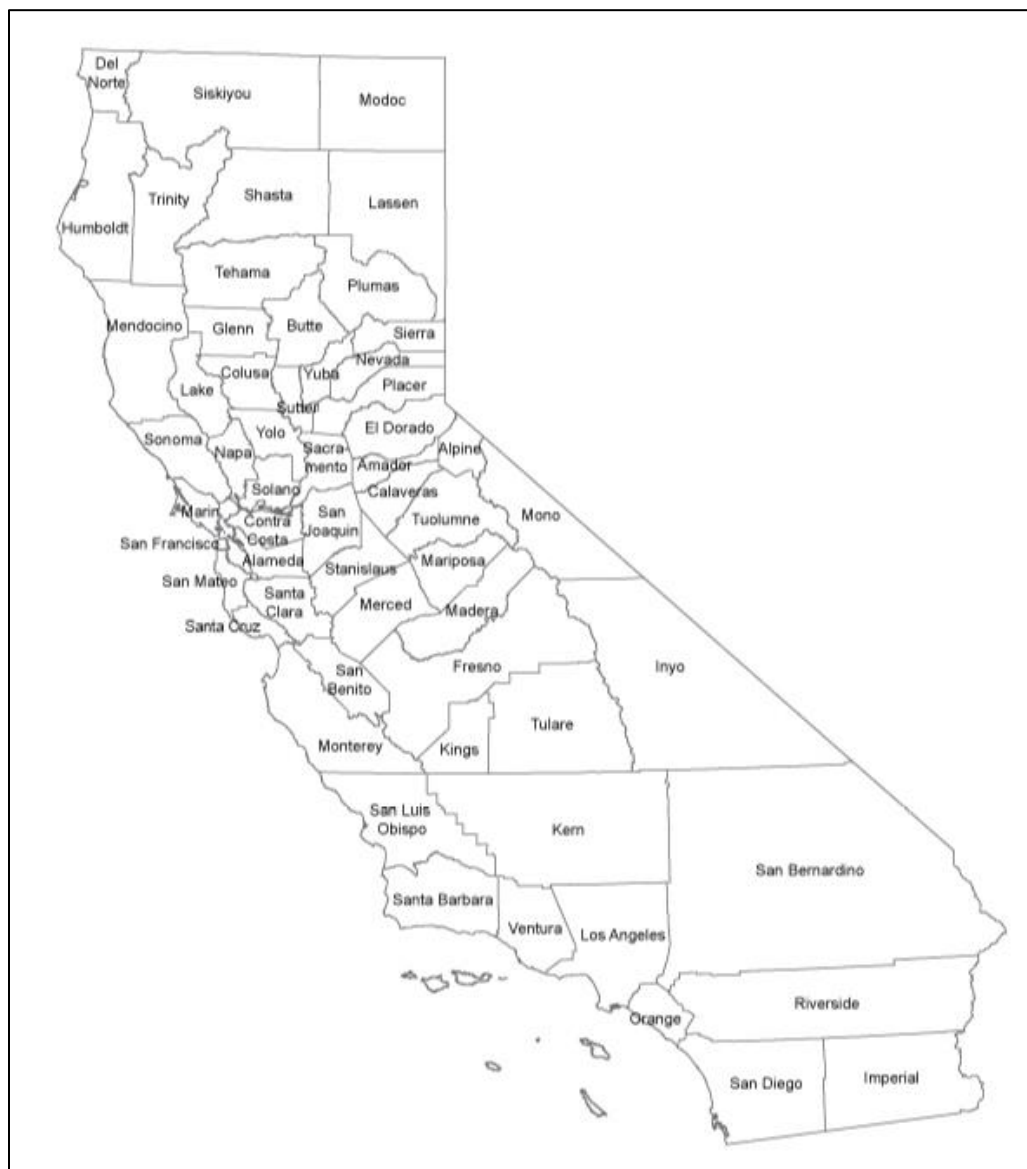 Del
Norte
Siskiyou
Modoc
Humboldt
Trinity
Shasta
Lassen
Tehama
Plumas
Mendocino
Glenn
Butte
Sierra
Lake
Colusa
Yuba
Nevada
Sutter
Placer
Sonoma
Napa
Yolo
Sacra-
mento
El Dorado
Alpine
Amador
Solano
Calaveras
Marin
Contra
Costa
San
Joaquin
Tuolumne
Mono
San Francisco
Alameda
Stanislaus
Mariposa
San Mateo
Santa
Clara
Merced
Madera
Santa Cruz
San
Benito
Fresno
Inyo
Monterey
Kings
Tulare
San Luis
Obispo
Kern
San Bernardino
Santa Barbara
Ventura
Los Angeles
Orange
Riverside
San Diego
Imperial